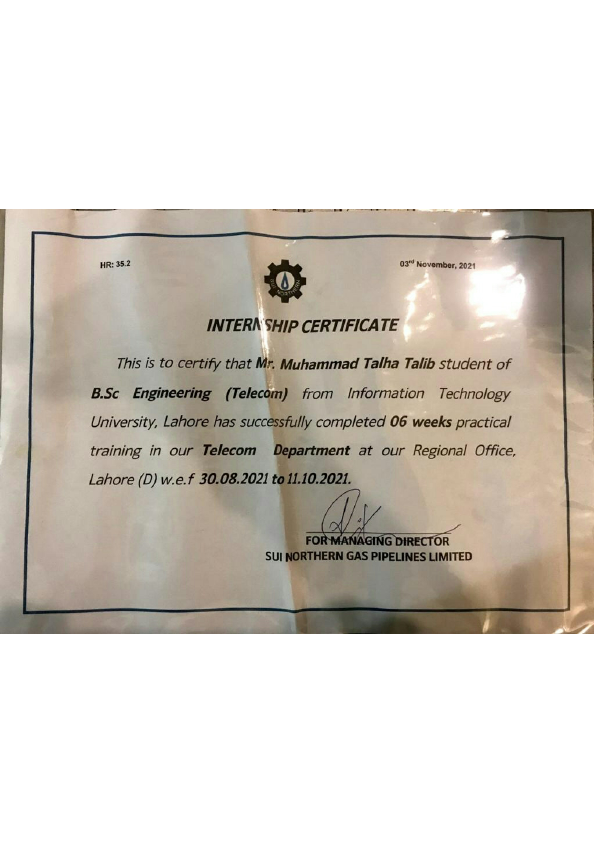 HR: 35.2
03rd November, 2021
INTERNSHIP CERTIFICATE
This is to certify that Mr. Muhammad Talha Talib student of
B.Sc Engineering (Telecom) from Information Technology
University, Lahore has successfully completed 06 weeks practical
training in our Telecom Department at our Regional Office,
Lahore (D) w.e.f 30.08.2021 to 11.10.2021.
FOR MANAGING DIRECTOR
SUI NORTHERN GAS PIPELINES LIMITED